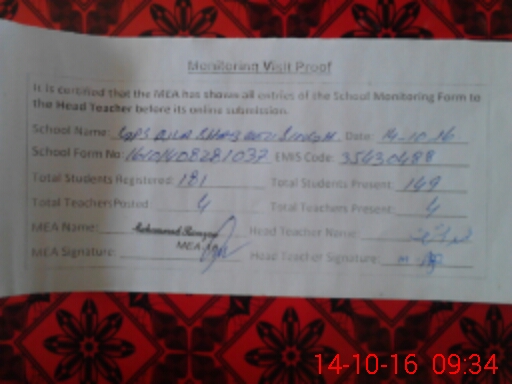 Monitoring Visit Proof
It is certified that the MEA has shown all entries of the School Monitoring Form to
the Head Teacher before its online submission.
School Name: Date: 14-10-16
School Form No: EMIS Code: 35430488
Total Students Registered: 181 Total Students Present: 149
Total Teachers Posted 4 Total Teachers Present: 4
MEA Name: Muhammad Head Teacher Name:
MEA
MEA Signature: Head Teacher Signature:
14-10-16 09:34